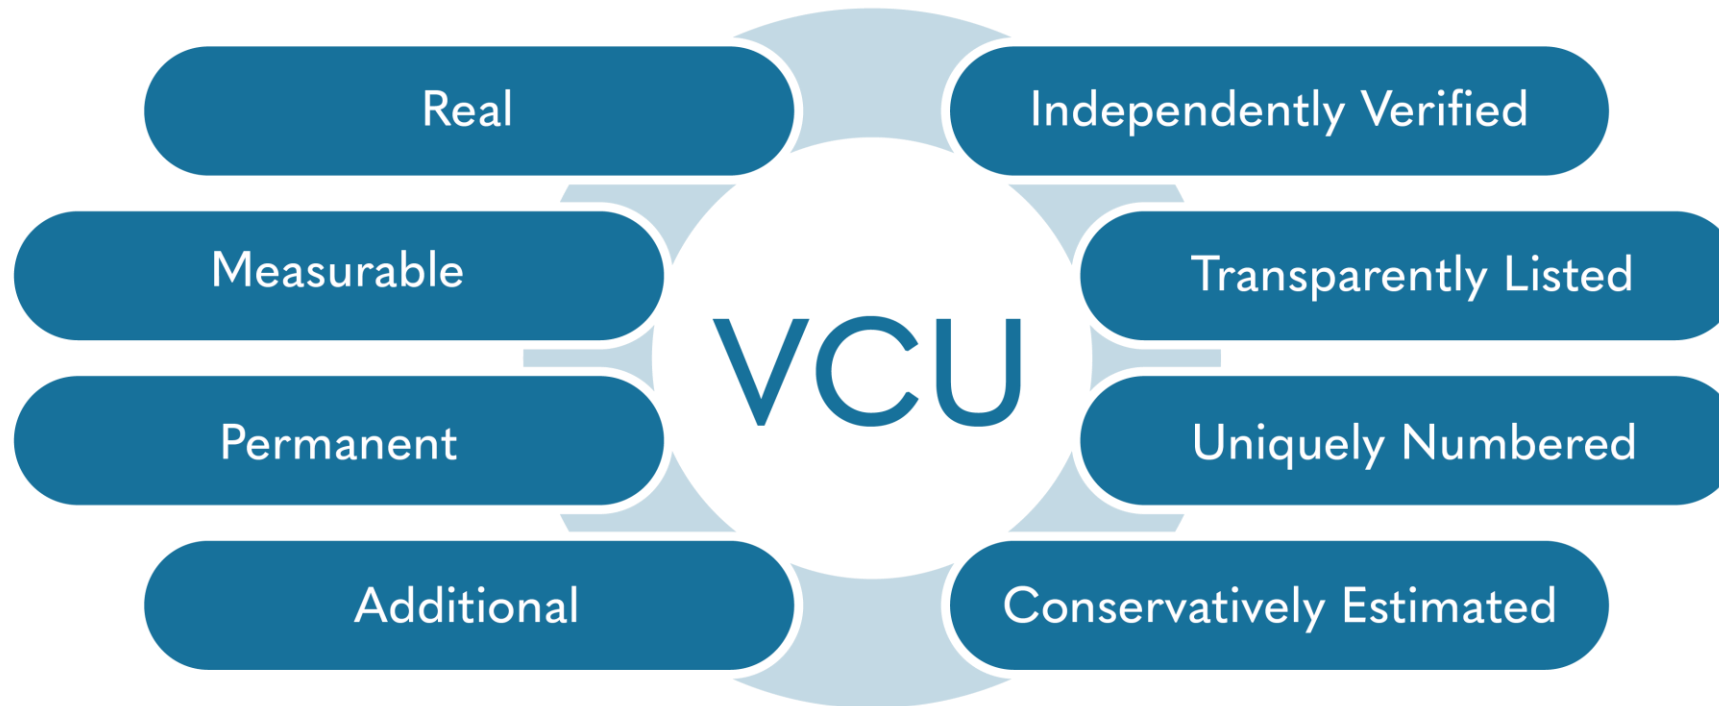 Real
Measurable
Permanent
Additional
VCU
Independently Verified
Transparently Listed
Uniquely Numbered
Conservatively Estimated